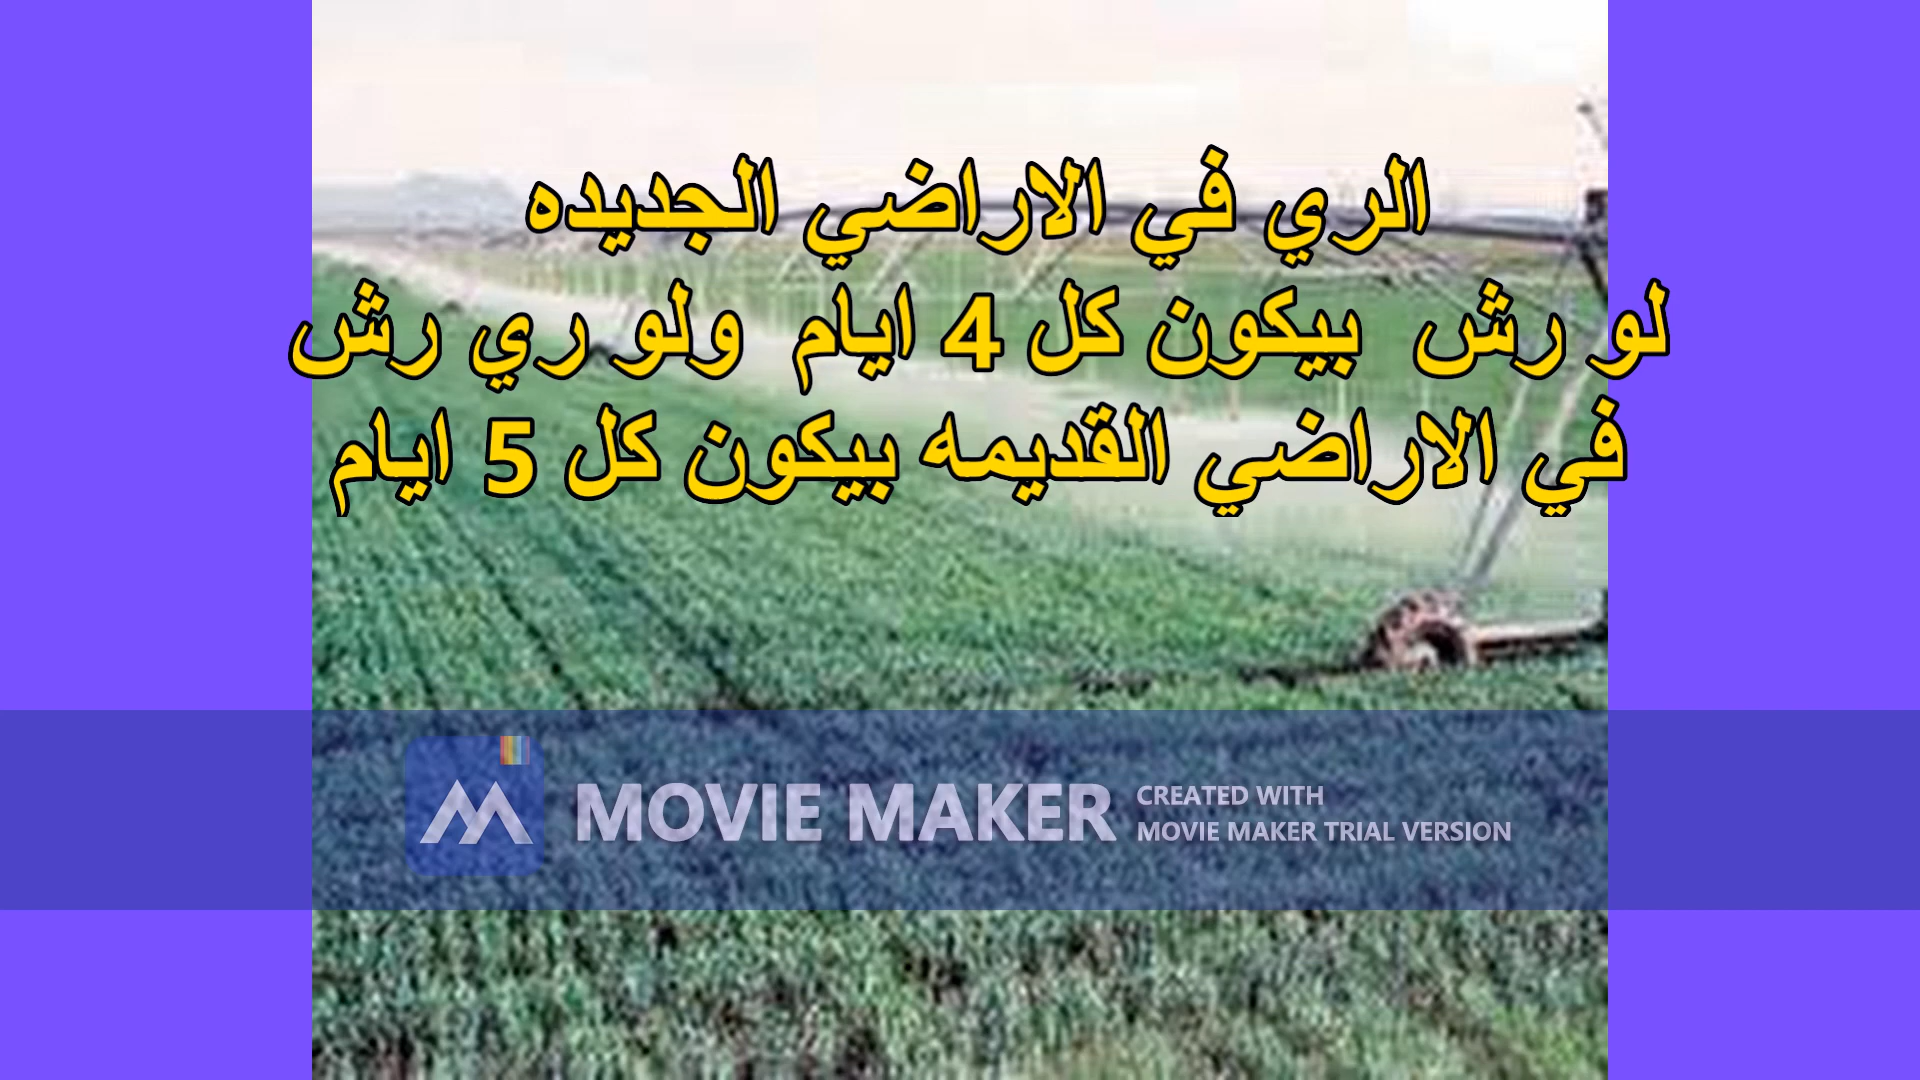 الري في الاراضي الجديده
لو رش بيكون كل 4 ايام ولو ري رش
في الاراضي القديمه بيكون كل 5 ايام
MOVIE MAKER
CREATED WITH
MOVIE MAKER TRIAL VERSION